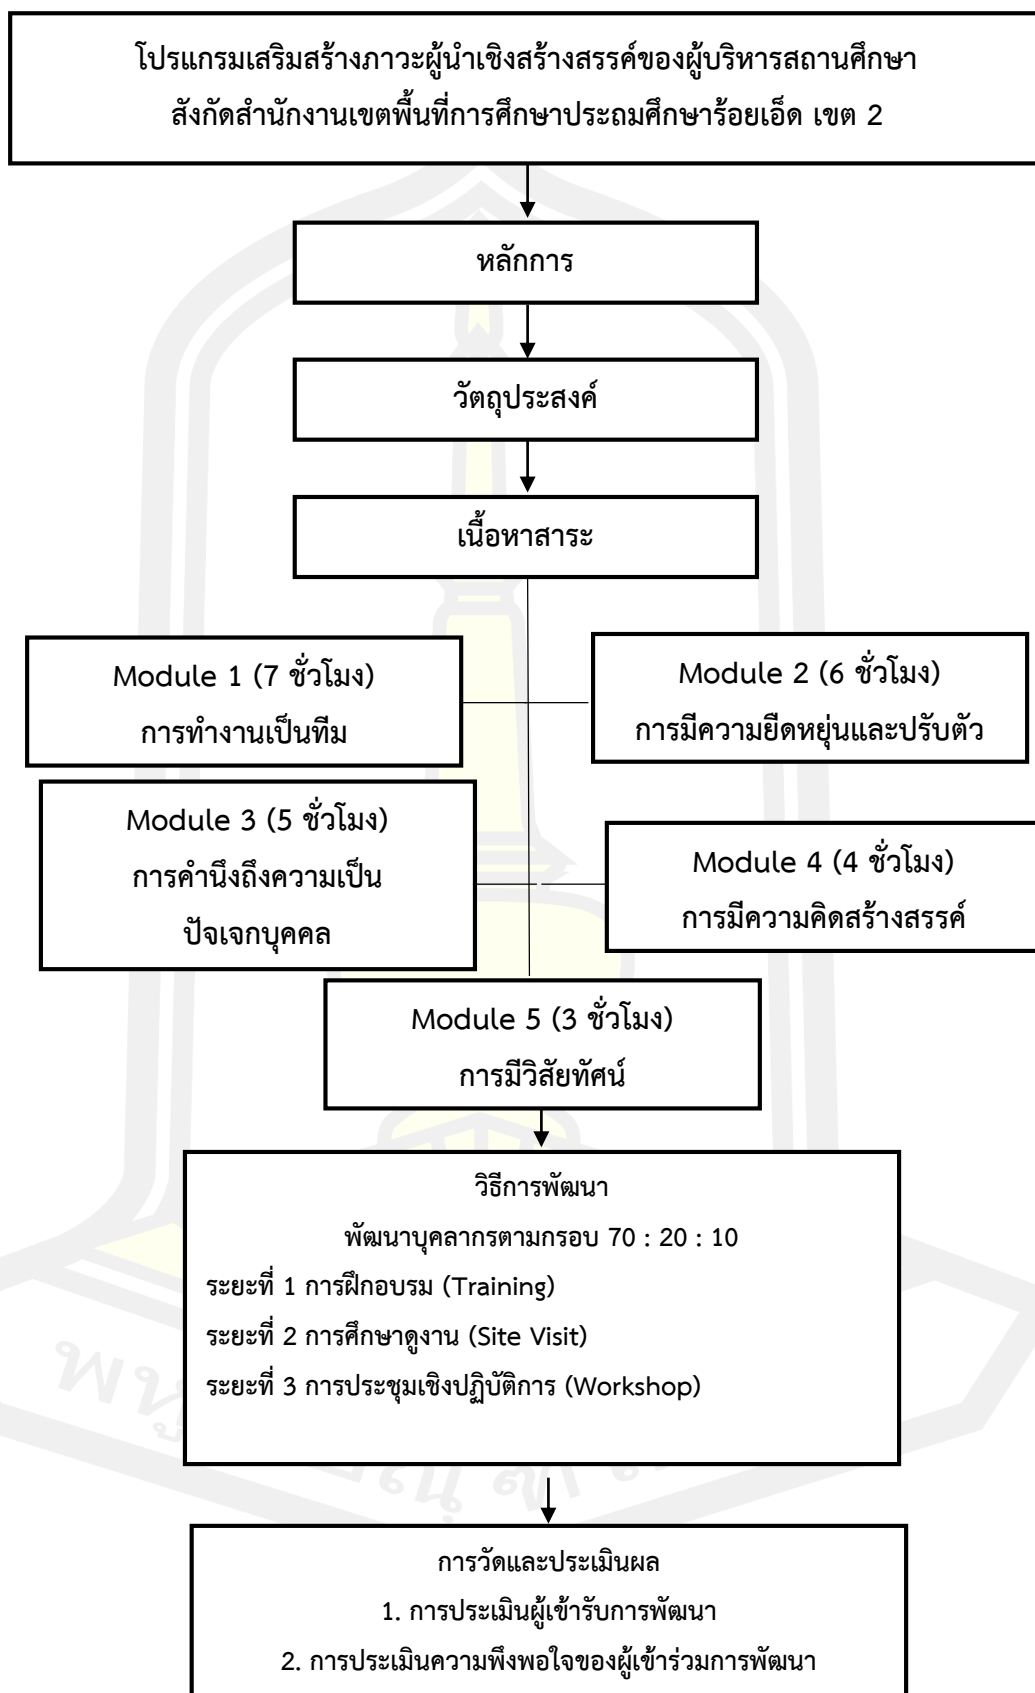 โปรแกรมเสริมสร้างภาวะผู้นำเชิงสร้างสรรค์ของผู้บริหารสถานศึกษา
สังกัดสำนักงานเขตพื้นที่การศึกษาประถมศึกษาร้อยเอ็ด เขต 2
หลักการ
วัตถุประสงค์
เนื้อหาสาระ
Module 1 (7 ชั่วโมง)
การทำงานเป็นทีม
Module 2 (6 ชั่วโมง)
การมีความยืดหยุ่นและปรับตัว
Module 3 (5 ชั่วโมง)
การคำนึงถึงความเป็น
ปัจเจกบุคคล
Module 4 (4 ชั่วโมง)
การมีความคิดสร้างสรรค์
Module 5 (3 ชั่วโมง)
การมีวิสัยทัศน์
วิธีการพัฒนา
พัฒนาบุคลากรตามกรอบ 70 : 20 : 10
ระยะที่ 1 การฝึกอบรม (Training)
ระยะที่ 2 การศึกษาดูงาน (Site Visit)
ระยะที่ 3 การประชุมเชิงปฏิบัติการ (Workshop)
การวัดและประเมินผล
1. การประเมินผู้เข้ารับการพัฒนา
2. การประเมินความพึงพอใจของผู้เข้าร่วมการพัฒนา